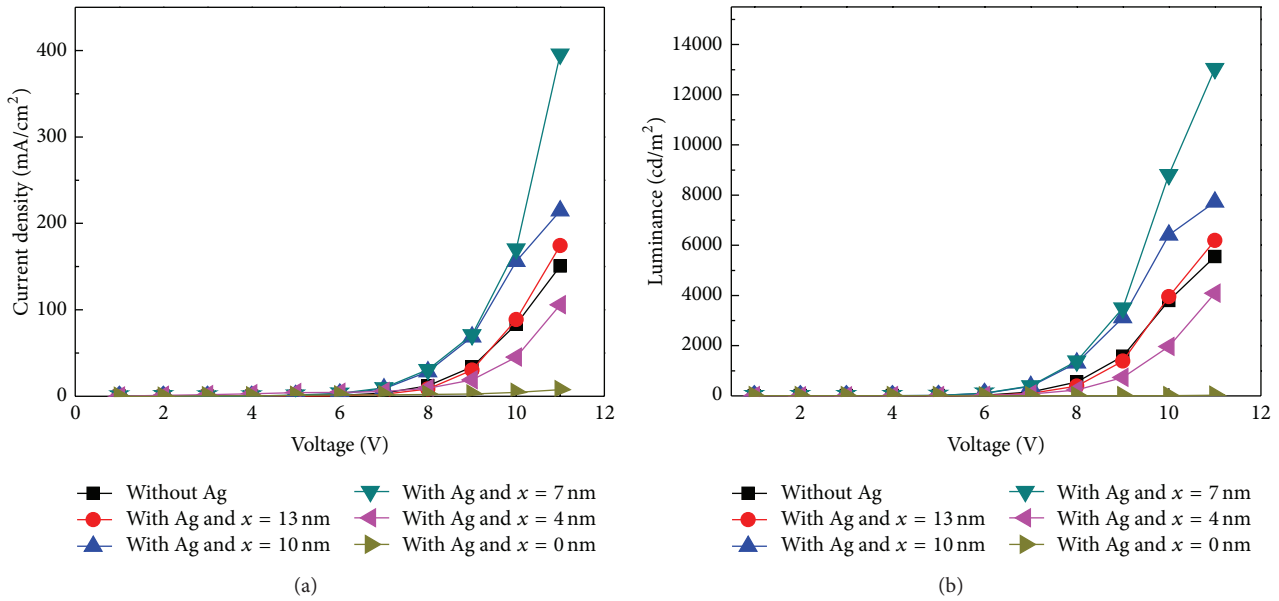 400
300
200
100
0
Current density (mA/cm²)
0 2 4 6 8 10 12
Voltage (V)
Without Ag
With Ag and x = 13 nm
With Ag and x = 10 nm
With Ag and x = 7 nm
With Ag and x = 4 nm
With Ag and x = 0 nm
(a)
14000
12000
10000
8000
6000
4000
2000
0
Luminance (cd/m²)
2 4 6 8 10 12
Voltage (V)
Without Ag
With Ag and x = 13 nm
With Ag and x = 10 nm
With Ag and x = 7 nm
With Ag and x = 4 nm
With Ag and x = 0 nm
(b)